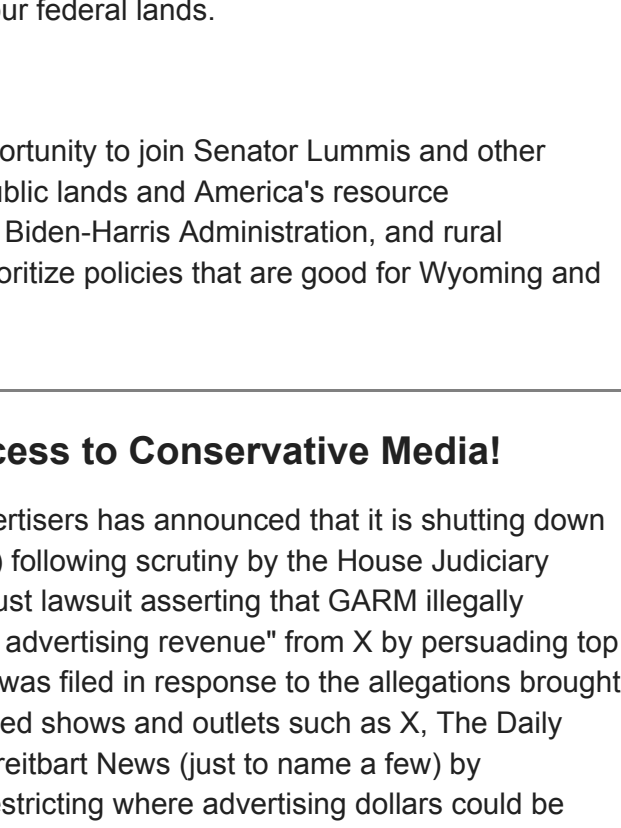 our federal lands.
ortunity to join Senator Lummis and other
ublic lands and America's resource
Biden-Harris Administration, and rural
oritize policies that are good for Wyoming and
cess to Conservative Media!
ertisers has announced that it is shutting down
) following scrutiny by the House Judiciary
ust lawsuit asserting that GARM illegally
advertising revenue" from X by persuading top
was filed in response to the allegations brought
ed shows and outlets such as X, The Daily
reitbart News (just to name a few) by
estricting where advertising dollars could be